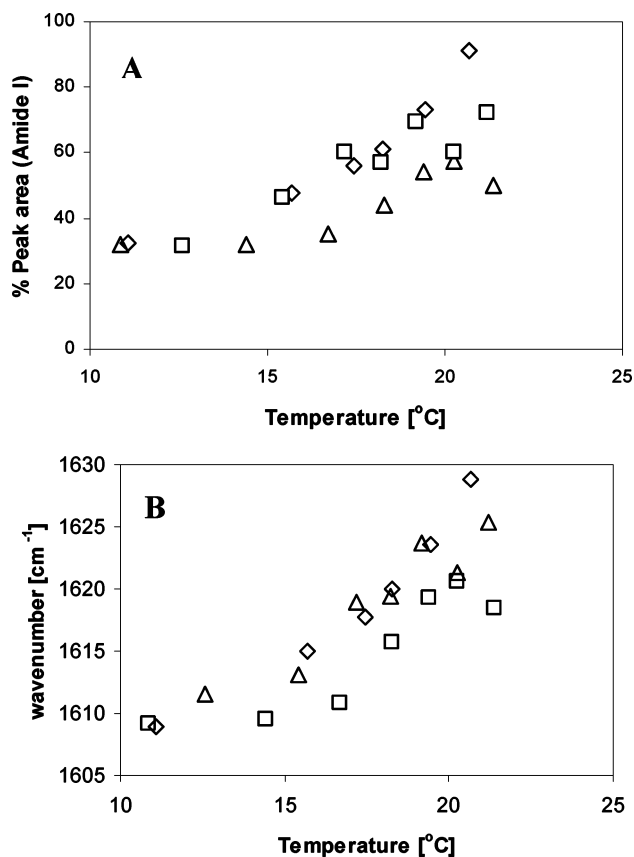 A
100
80
60
40
20
0
% Peak area (Amide I)
10 15 20 25
Temperature [°C]
B
1630
1625
1620
1615
1610
1605
wavenumber [cm⁻¹]
10 15 20 25
Temperature [°C]